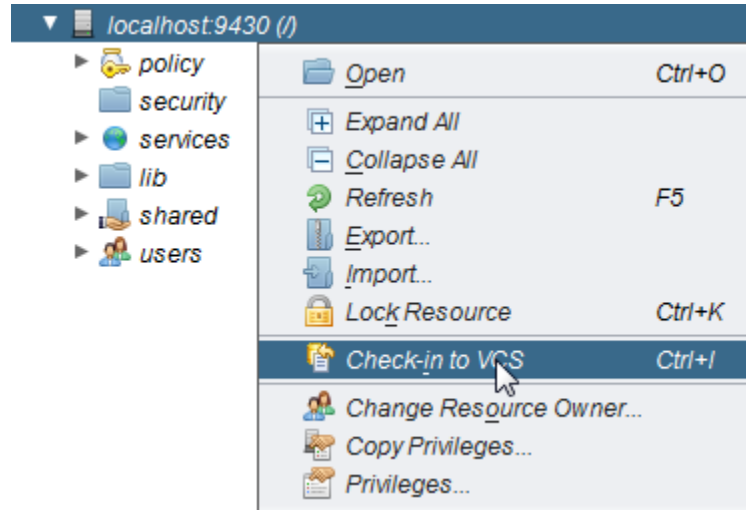 localhost:9430 (/)
policy
security
services
lib
shared
users
Open Ctrl+O
Expand All
Collapse All
Refresh F5
Export...
Import...
Lock Resource Ctrl+K
Check-in to VCS Ctrl+I
Change Resource Owner...
Copy Privileges...
Privileges...